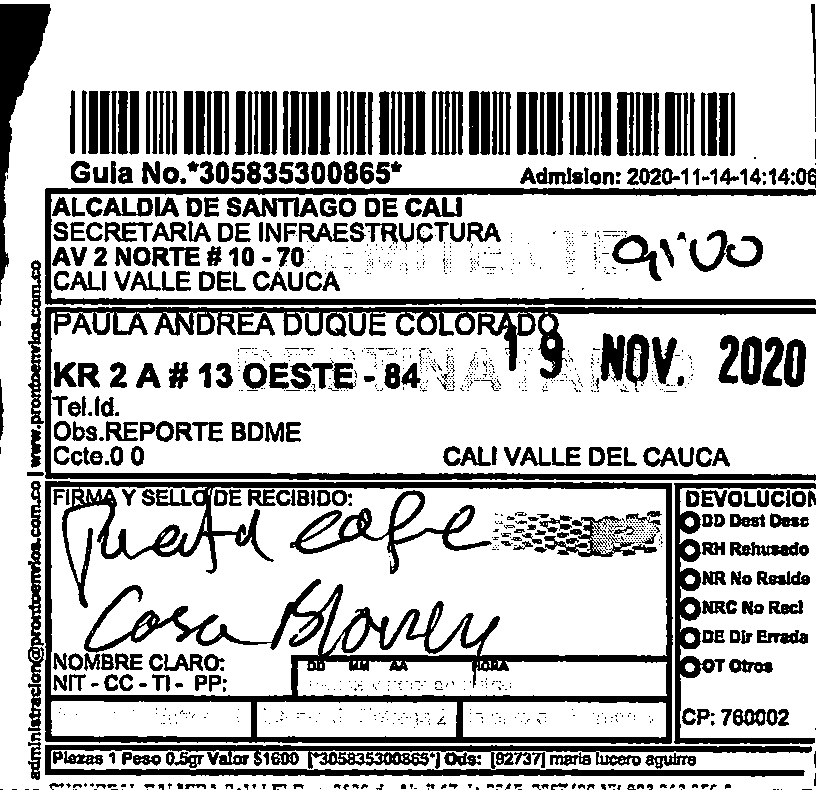 Guia No.*305835300865*
Admision: 2020-11-14-14:14:06
ALCALDIA DE SANTIAGO DE CALI
SECRETARIA DE INFRAESTRUCTURA
AV 2 NORTE # 10 - 70
CALI VALLE DEL CAUCA
PAULA ANDREA DUQUE COLORADO
DESTINATARIO
19 NOV. 2020
KR 2 A # 13 OESTE - 84
Tel.Id.
Obs.REPORTE BDME
Ccte.0 0
CALI VALLE DEL CAUCA
administracion@prontoenvios.com.co | www.prontoenvios.com.co
FIRMA Y SELLO DE RECIBIDO:
Puerta cafe
Casa Blanca
NOMBRE CLARO:
NIT - CC - TI - PP:
DD MM AA HORA
DEVOLUCION
DD Dest Desc
RH Rehusado
NR No Reside
NRC No Recl
DE Dir Errada
OT Otros
CP: 760002
Piezas 1 Peso 0.5gr Valor $1600 [*305835300865*] Ods: [92737] maria lucero aguirre